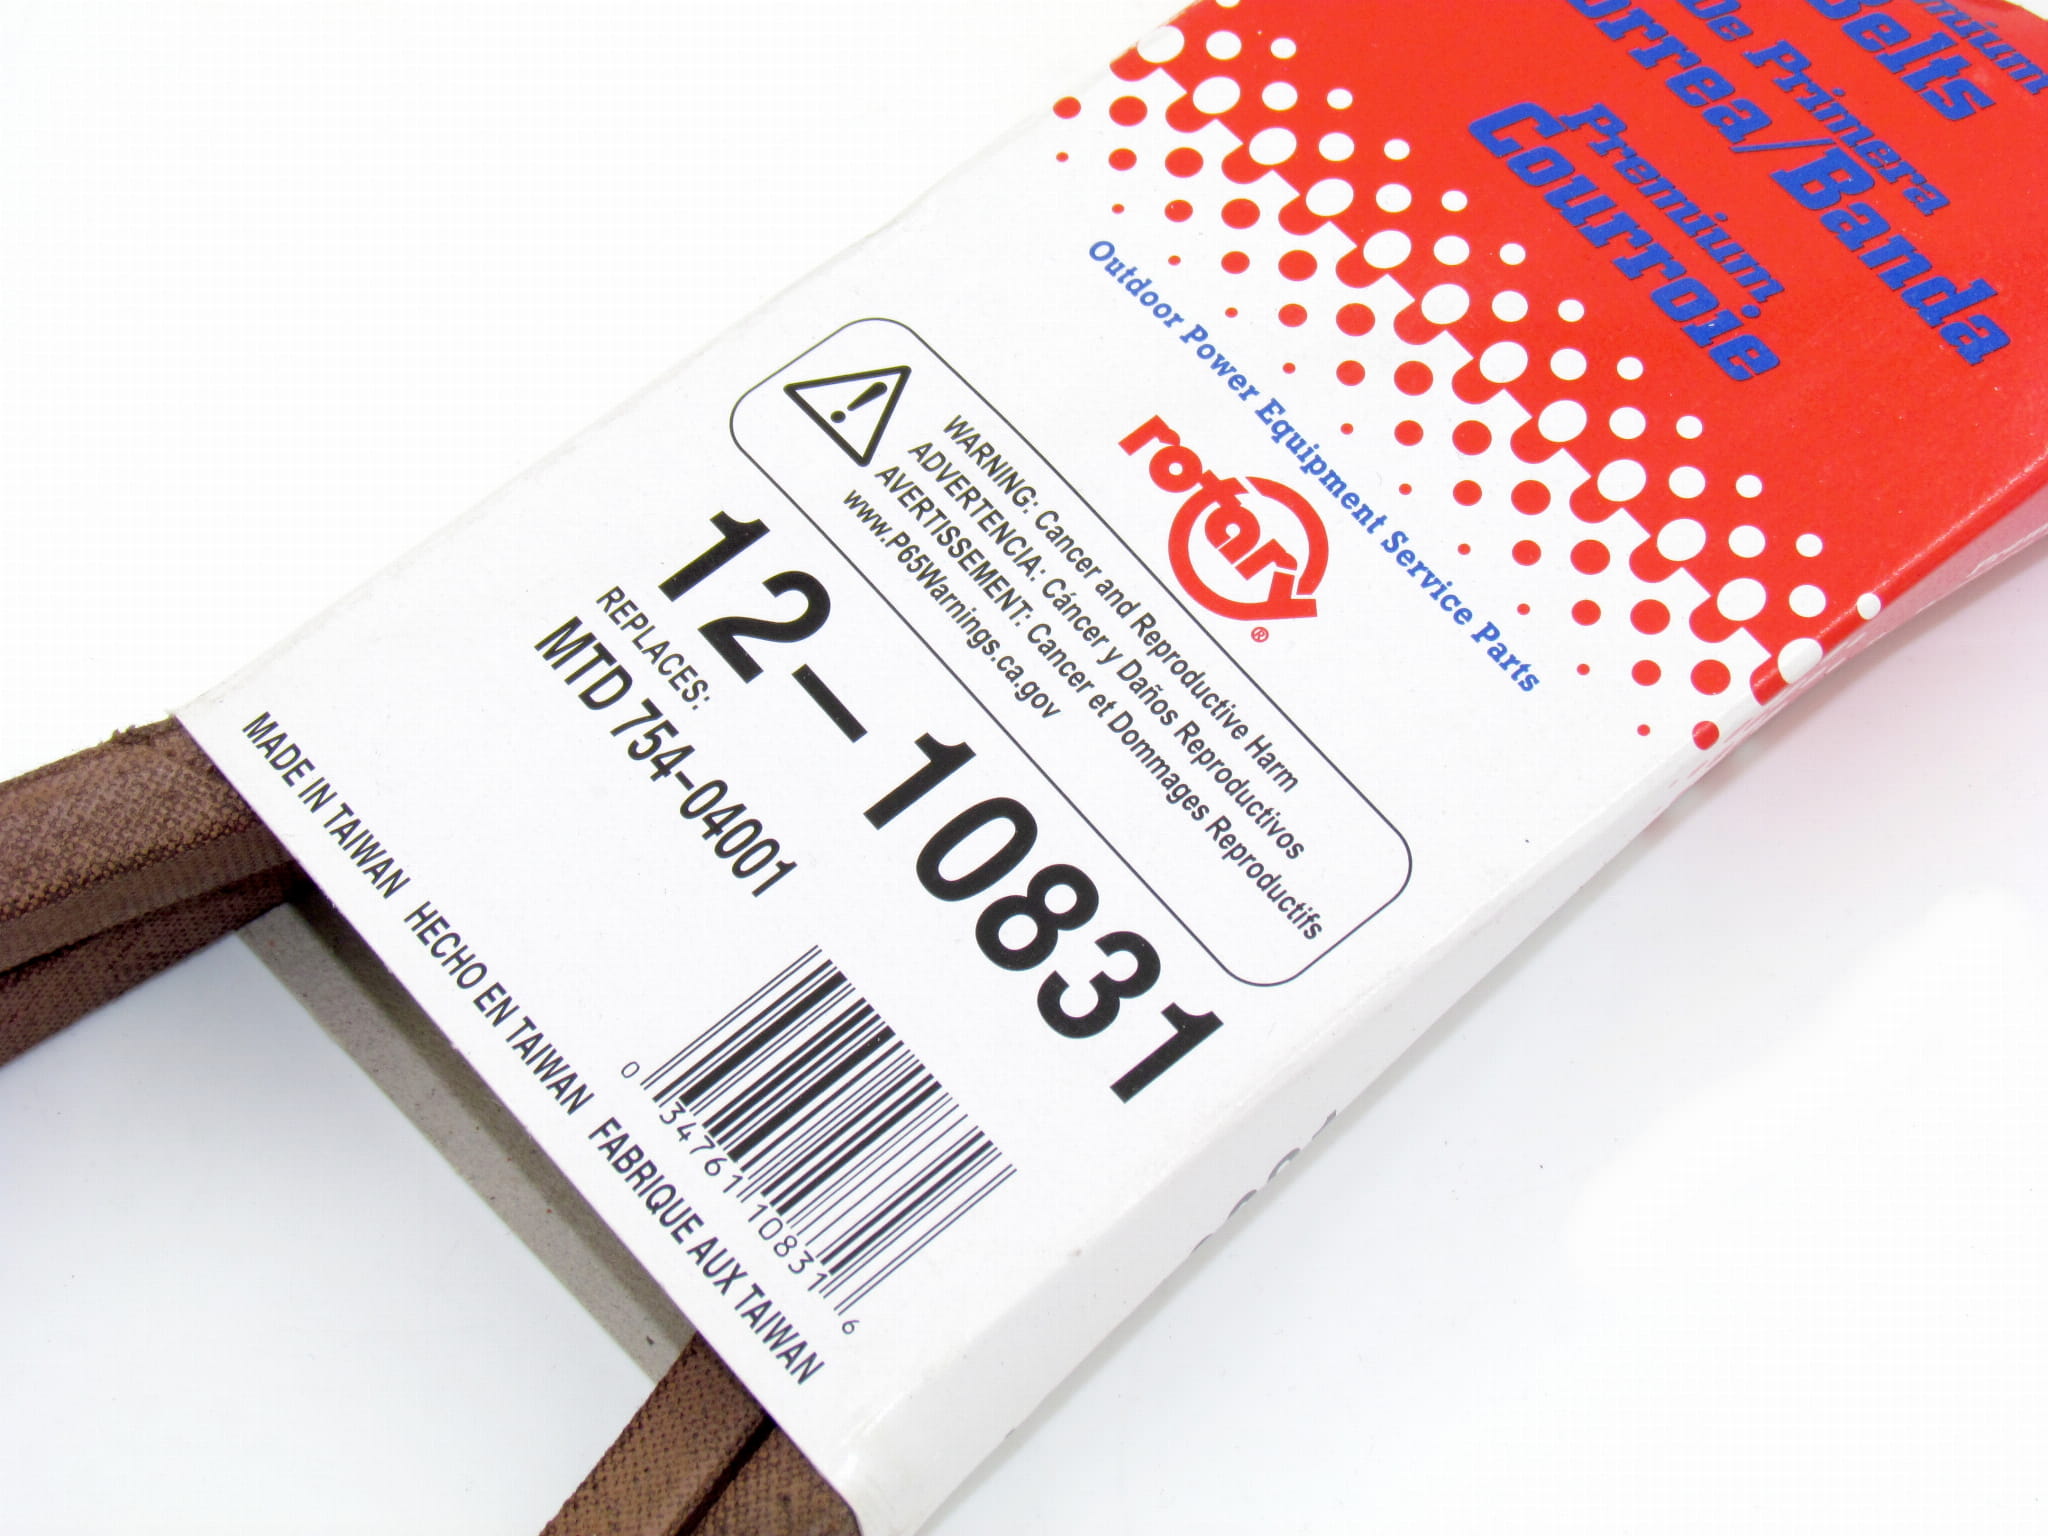 Belts
De Primera
Premium
Courroie
Outdoor Power Equipment Service Parts
rotary®
WARNING: Cancer and Reproductive Harm
ADVERTENCIA: Cáncer y Daños Reproductivos
AVERTISSEMENT: Cancer et Dommages Reproductifs
www.P65Warnings.ca.gov
12-10831
REPLACES:
MTD 754-04001
0 34761 10831 6
MADE IN TAIWAN HECHO EN TAIWAN FABRIQUE AUX TAIWAN